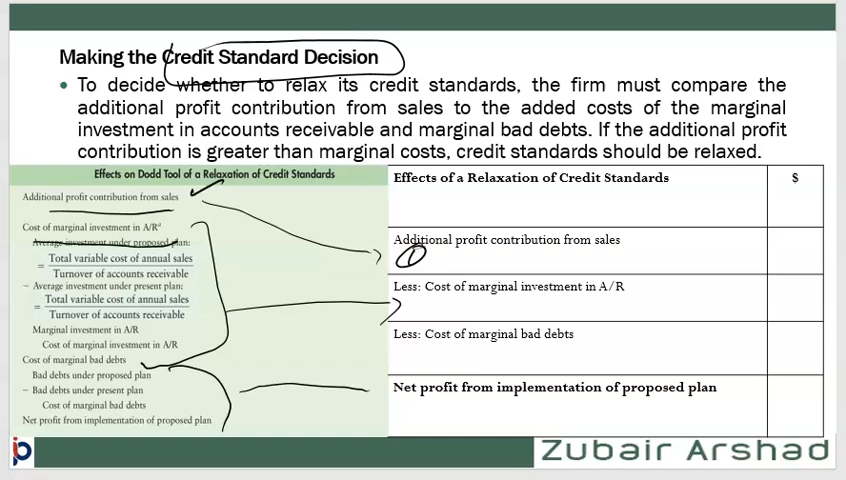 Making the Credit Standard Decision
• To decide whether to relax its credit standards, the firm must compare the
additional profit contribution from sales to the added costs of the marginal
investment in accounts receivable and marginal bad debts. If the additional profit
contribution is greater than marginal costs, credit standards should be relaxed.
Effects on Dodd Tool of a Relaxation of Credit Standards
Additional profit contribution from sales
Cost of marginal investment in A/Rª
Average investment under proposed plan:
= Total variable cost of annual sales
Turnover of accounts receivable
− Average investment under present plan:
= Total variable cost of annual sales
Turnover of accounts receivable
Marginal investment in A/R
Cost of marginal investment in A/R
Cost of marginal bad debts
Bad debts under proposed plan
− Bad debts under present plan
Cost of marginal bad debts
Net profit from implementation of proposed plan
Effects of a Relaxation of Credit Standards $
Additional profit contribution from sales
1
Less: Cost of marginal investment in A/R
Less: Cost of marginal bad debts
Net profit from implementation of proposed plan
Zubair Arshad